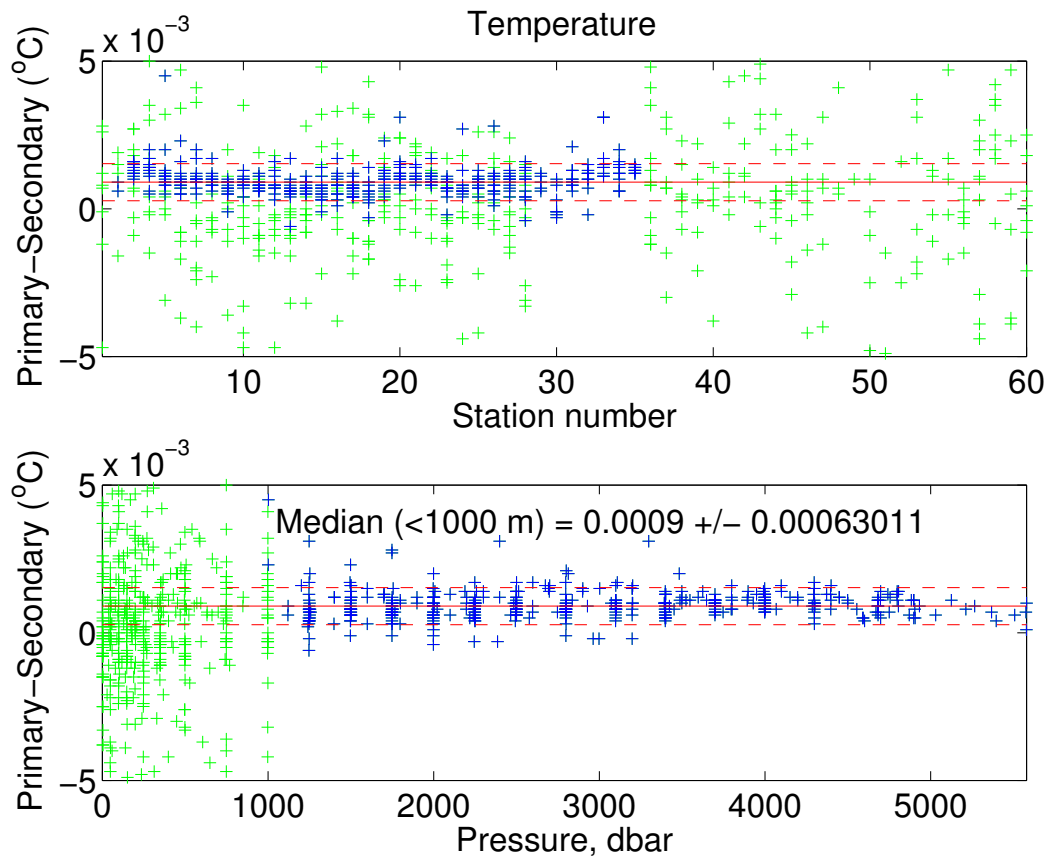 Temperature
x 10⁻³
5
0
−5
Primary−Secondary (°C)
10 20 30 40 50 60
Station number
x 10⁻³
5
0
−5
Primary−Secondary (°C)
Median (<1000 m) = 0.0009 +/− 0.00063011
0 1000 2000 3000 4000 5000
Pressure, dbar